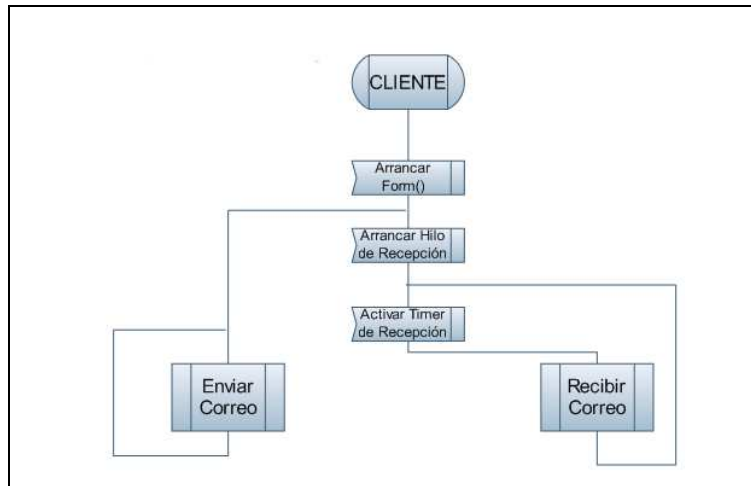 CLIENTE
Arrancar
Form()
Arrancar Hilo
de Recepción
Activar Timer
de Recepción
Enviar
Correo
Recibir
Correo